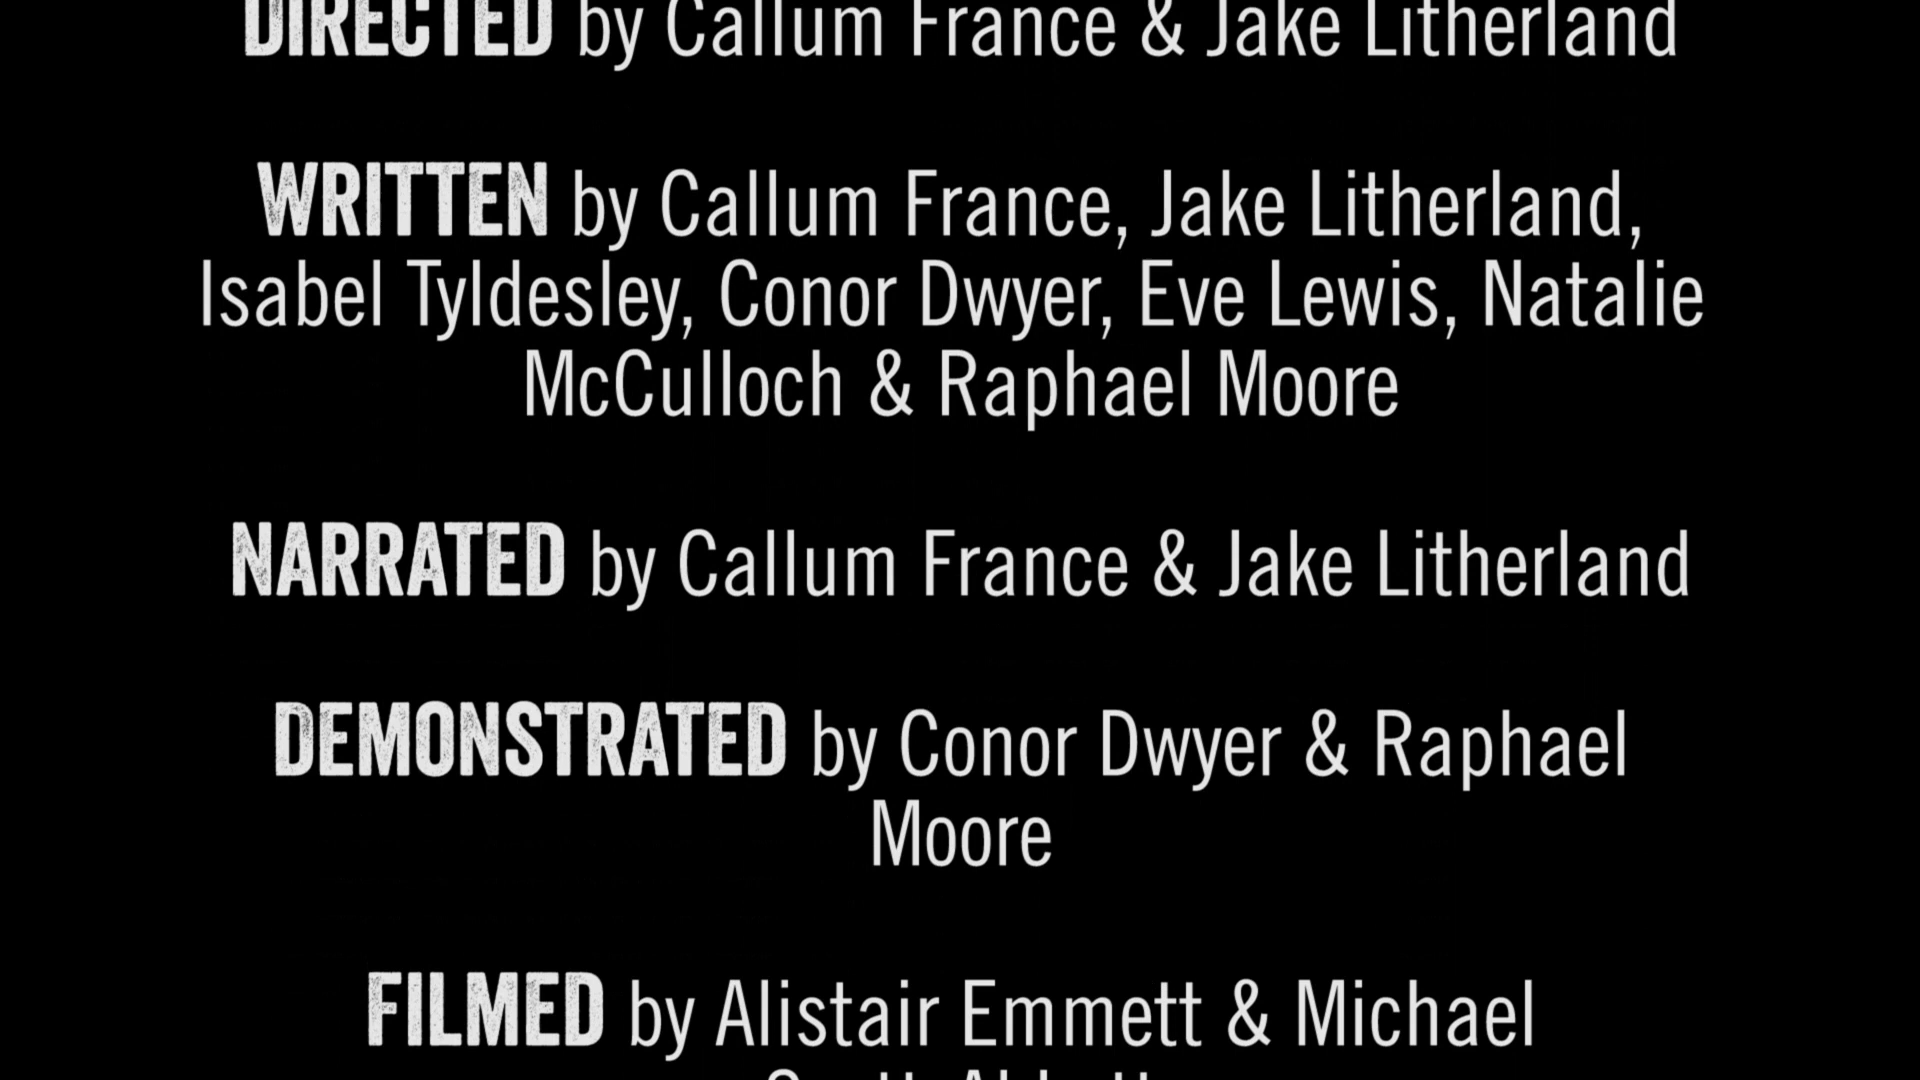 DIRECTED by Callum France & Jake Litherland
WRITTEN by Callum France, Jake Litherland,
Isabel Tyldesley, Conor Dwyer, Eve Lewis, Natalie
McCulloch & Raphael Moore
NARRATED by Callum France & Jake Litherland
DEMONSTRATED by Conor Dwyer & Raphael
Moore
FILMED by Alistair Emmett & Michael